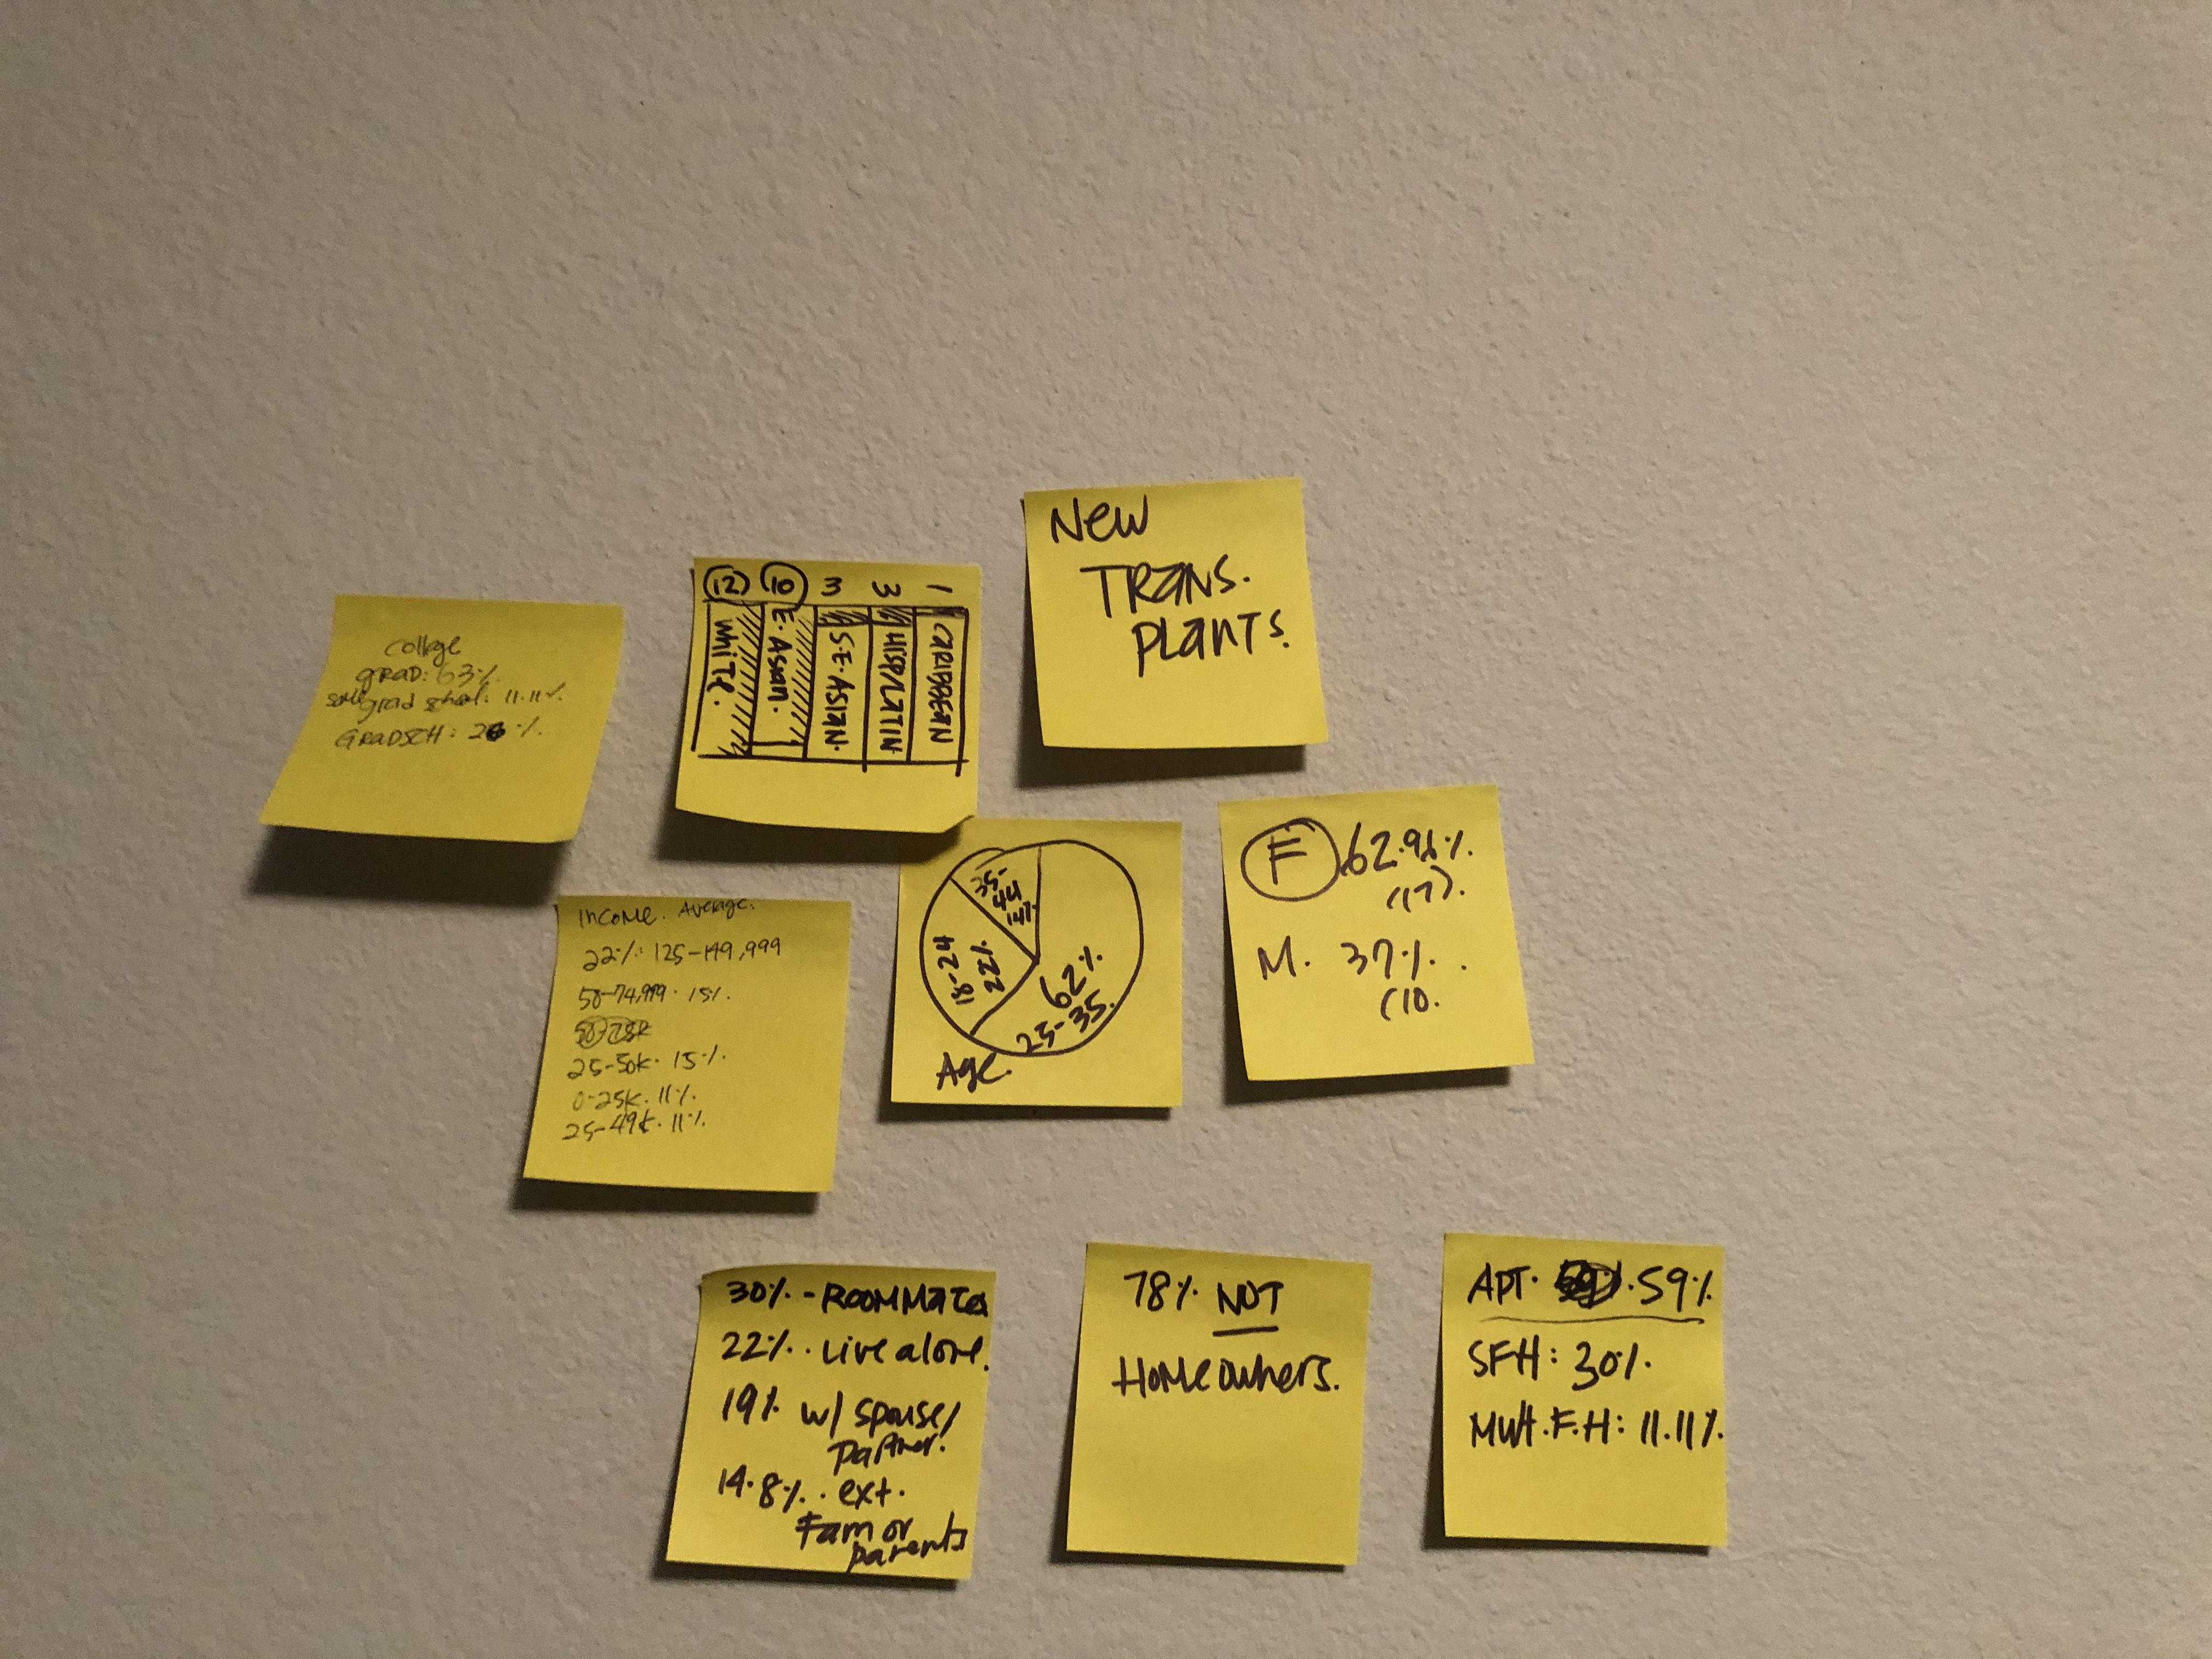 New
TRANS.
PLANTS.
12 10 3 3 1
WHITE.
E. Asian.
S.E. ASIAN.
HISP/LATIN
CARIBBEAN
college
GRAD: 63%.
some grad school: 11.11%.
GRADSCH: 26%.
F 62.96%.
(17).
M. 37%.
(10.
35-
44
14%.
22%
18-24
62%
25-35.
Age.
INCOME. Average.
22%: 125-149,999
50-74,999. 15%.
25-50k. 15%.
0-25k. 11%.
25-49k. 11%.
30%. - ROOMMATES
22%. . Live alone.
19% w/ spouse/
partner.
14.8%. . ext.
Fam or
parents
78% NOT
Homeowners.
APT. .59%
SFH: 30%.
Mult.F.H: 11.11%.